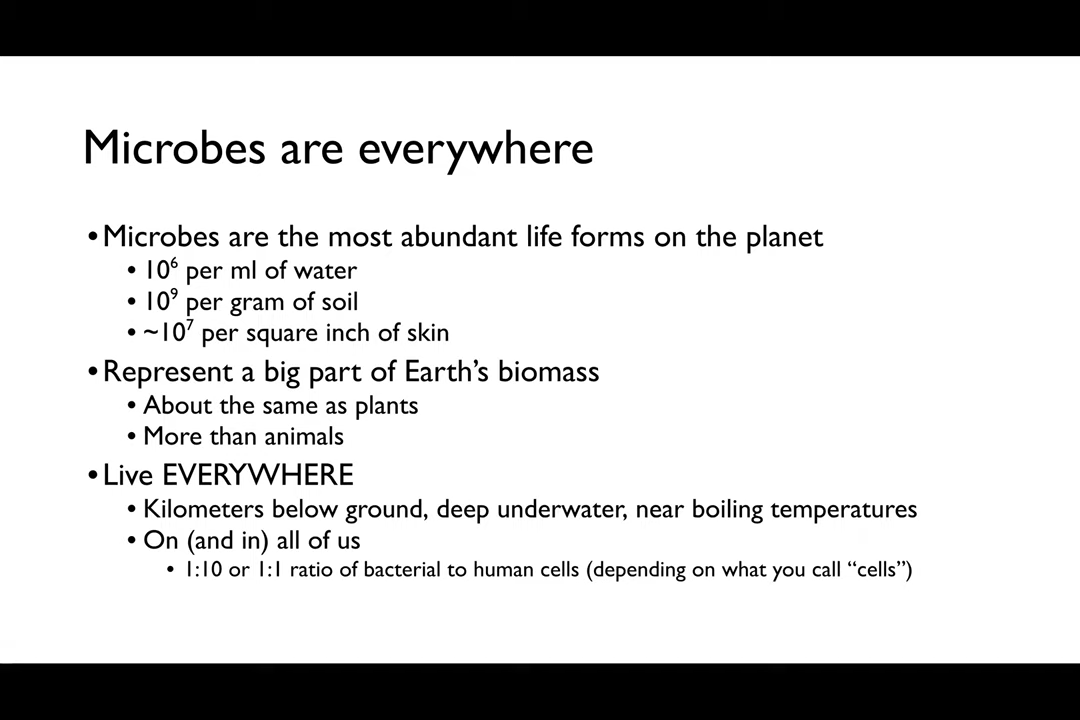 Microbes are everywhere
•Microbes are the most abundant life forms on the planet
• 10⁶ per ml of water
• 10⁹ per gram of soil
• ~10⁷ per square inch of skin
•Represent a big part of Earth’s biomass
• About the same as plants
• More than animals
•Live EVERYWHERE
• Kilometers below ground, deep underwater, near boiling temperatures
• On (and in) all of us
• 1:10 or 1:1 ratio of bacterial to human cells (depending on what you call “cells”)